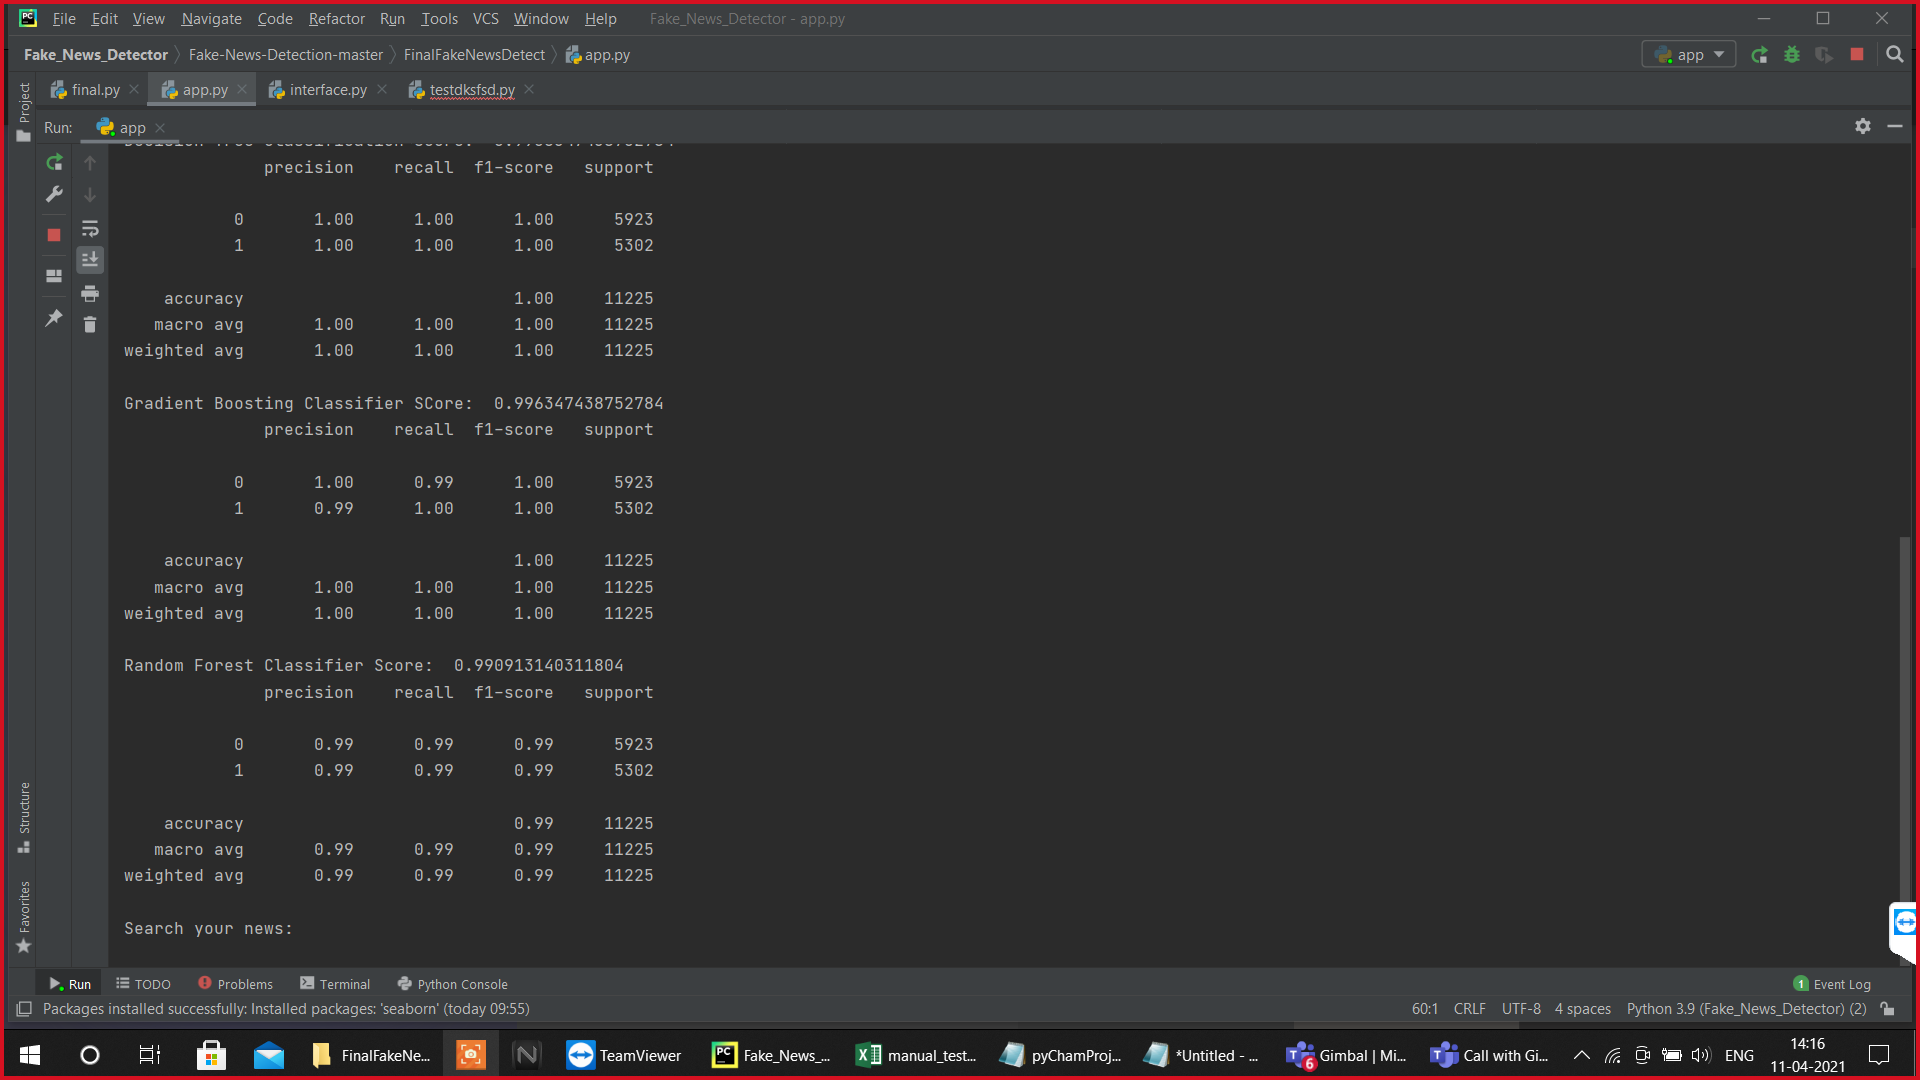 File Edit View Navigate Code Refactor Run Tools VCS Window Help Fake_News_Detector - app.py
Fake_News_Detector Fake-News-Detection-master FinalFakeNewsDetect app.py app
final.py app.py interface.py testdksfsd.py
Project
Run: app
precision recall f1-score support
0 1.00 1.00 1.00 5923
1 1.00 1.00 1.00 5302
accuracy 1.00 11225
macro avg 1.00 1.00 1.00 11225
weighted avg 1.00 1.00 1.00 11225
Gradient Boosting Classifier SCore: 0.996347438752784
precision recall f1-score support
0 1.00 0.99 1.00 5923
1 0.99 1.00 1.00 5302
accuracy 1.00 11225
macro avg 1.00 1.00 1.00 11225
weighted avg 1.00 1.00 1.00 11225
Random Forest Classifier Score: 0.990913140311804
precision recall f1-score support
0 0.99 0.99 0.99 5923
1 0.99 0.99 0.99 5302
Structure
accuracy 0.99 11225
macro avg 0.99 0.99 0.99 11225
weighted avg 0.99 0.99 0.99 11225
Favorites
Search your news:
Run TODO Problems Terminal Python Console 1 Event Log
Packages installed successfully: Installed packages: 'seaborn' (today 09:55) 60:1 CRLF UTF-8 4 spaces Python 3.9 (Fake_News_Detector) (2)
FinalFakeNe... TeamViewer Fake_News_... manual_test... pyChamProj... *Untitled - ... 6 Gimbal | Mi... Call with Gi... ENG 14:16
11-04-2021